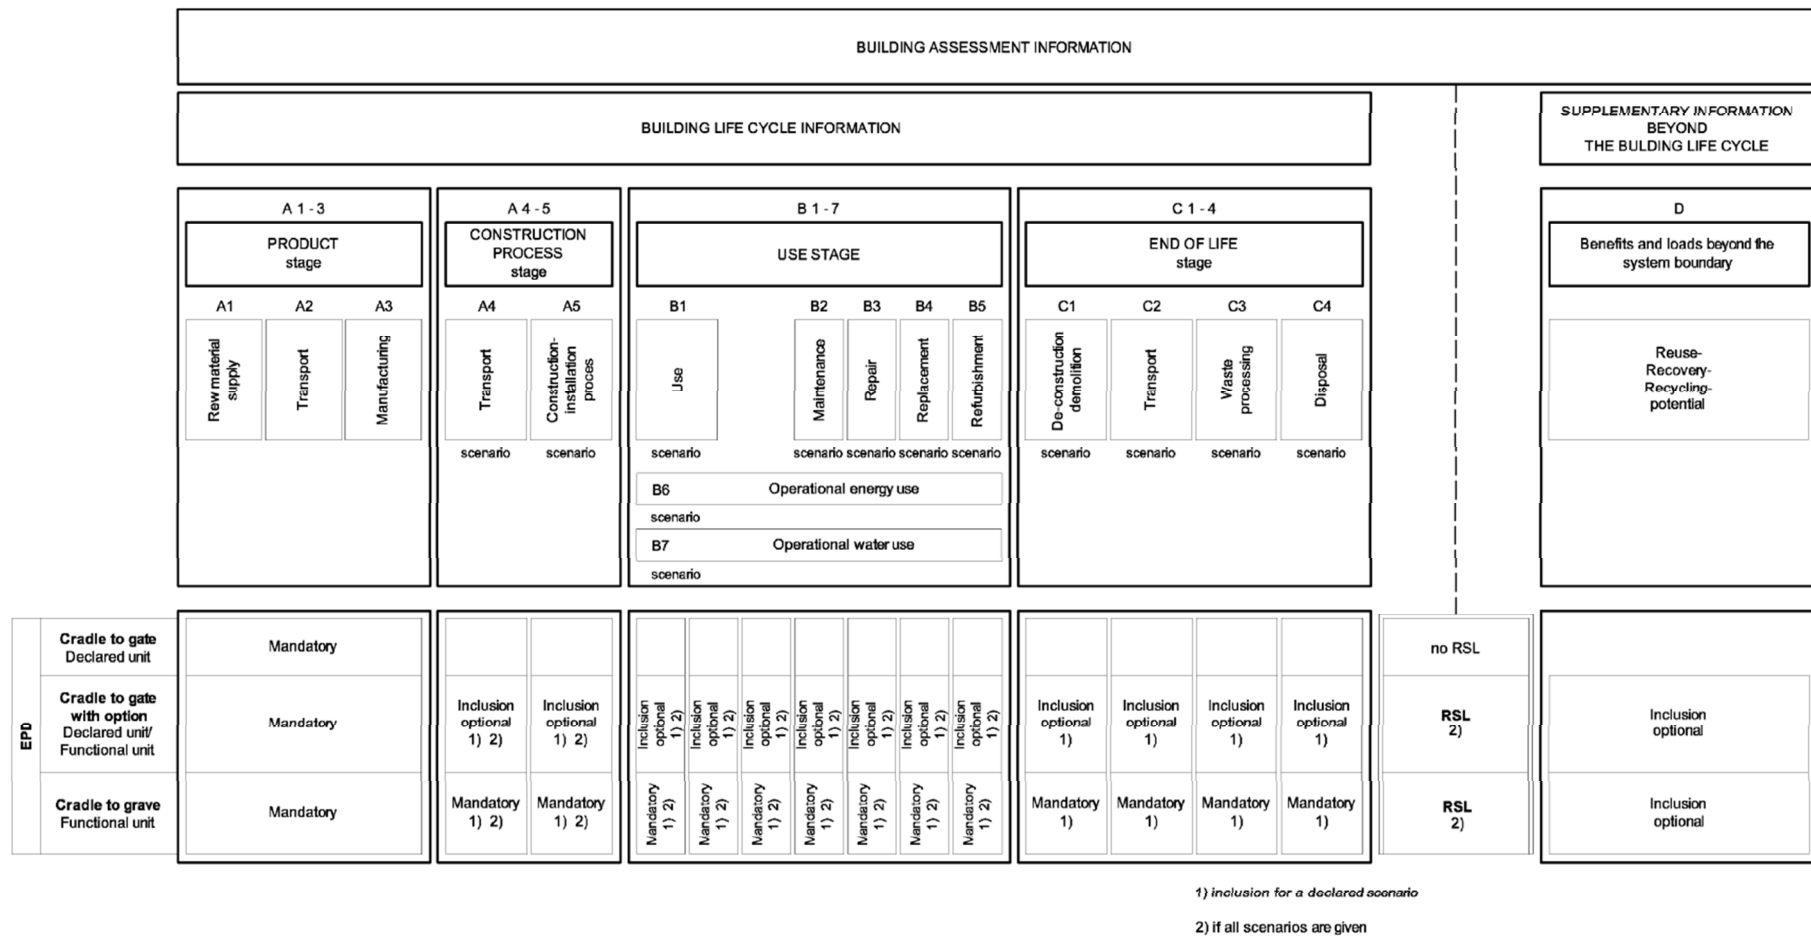 BUILDING ASSESSMENT INFORMATION
BUILDING LIFE CYCLE INFORMATION
SUPPLEMENTARY INFORMATION
BEYOND
THE BULDING LIFE CYCLE
A 1 - 3
A 4 - 5
B 1 - 7
C 1 - 4
D
PRODUCT
stage
CONSTRUCTION
PROCESS
stage
USE STAGE
END OF LIFE
stage
Benefits and loads beyond the
system boundary
A1
A2
A3
A4
A5
B1
B2
B3
B4
B5
C1
C2
C3
C4
Rew material
supply
Transport
Manufacturing
Transport
Construction-
installation
proces
Use
Maintenance
Repair
Replacement
Refurbishment
De-construction
demolition
Transport
Waste
processing
Disposal
Reuse-
Recovery-
Recycling-
potential
scenario
scenario
scenario
scenario
scenario
scenario
scenario
scenario
scenario
scenario
scenario
B6 Operational energy use
scenario
B7 Operational water use
scenario
EPD
Cradle to gate
Declared unit
Mandatory
no RSL
Cradle to gate
with option
Declared unit/
Functional unit
Mandatory
Inclusion
optional
1) 2)
Inclusion
optional
1) 2)
Inclusion
optional
1) 2)
Inclusion
optional
1) 2)
Inclusion
optional
1) 2)
Inclusion
optional
1) 2)
Inclusion
optional
1) 2)
Inclusion
optional
1) 2)
Inclusion
optional
1) 2)
Inclusion
optional
1)
Inclusion
optional
1)
Inclusion
optional
1)
Inclusion
optional
1)
RSL
2)
Inclusion
optional
Cradle to grave
Functional unit
Mandatory
Mandatory
1) 2)
Mandatory
1) 2)
Mandatory
1) 2)
Mandatory
1) 2)
Mandatory
1) 2)
Mandatory
1) 2)
Mandatory
1) 2)
Mandatory
1) 2)
Mandatory
1) 2)
Mandatory
1)
Mandatory
1)
Mandatory
1)
Mandatory
1)
RSL
2)
Inclusion
optional
1) inclusion for a declared scenario
2) if all scenarios are given